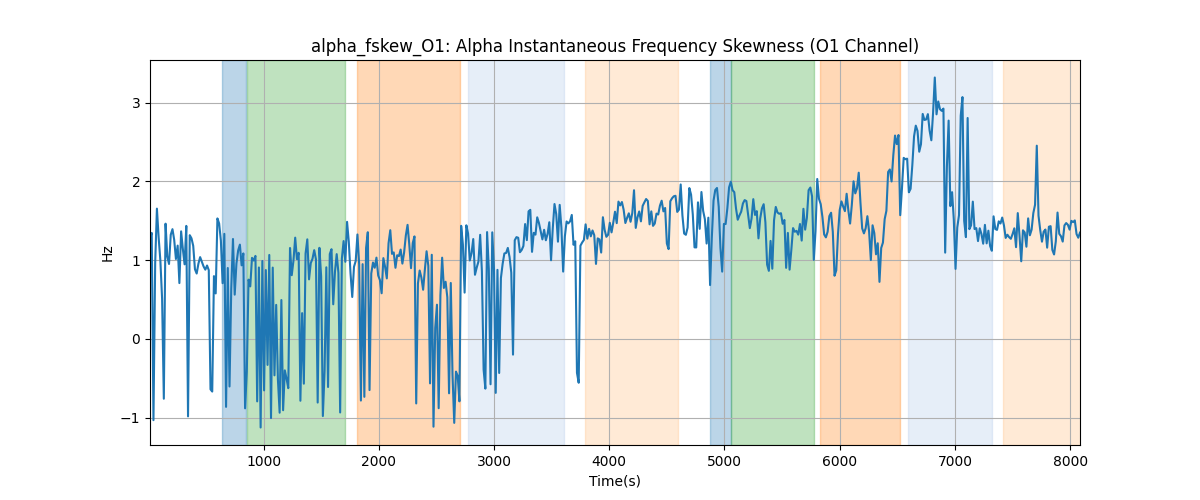 alpha_fskew_O1: Alpha Instantaneous Frequency Skewness (O1 Channel)
Hz
3
2
1
0
−1
1000 2000 3000 4000 5000 6000 7000 8000
Time(s)